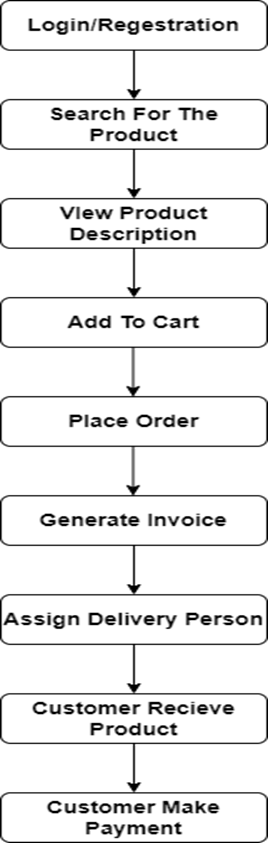 Login/Regestration
Search For The
Product
View Product
Description
Add To Cart
Place Order
Generate Invoice
Assign Delivery Person
Customer Recieve
Product
Customer Make
Payment